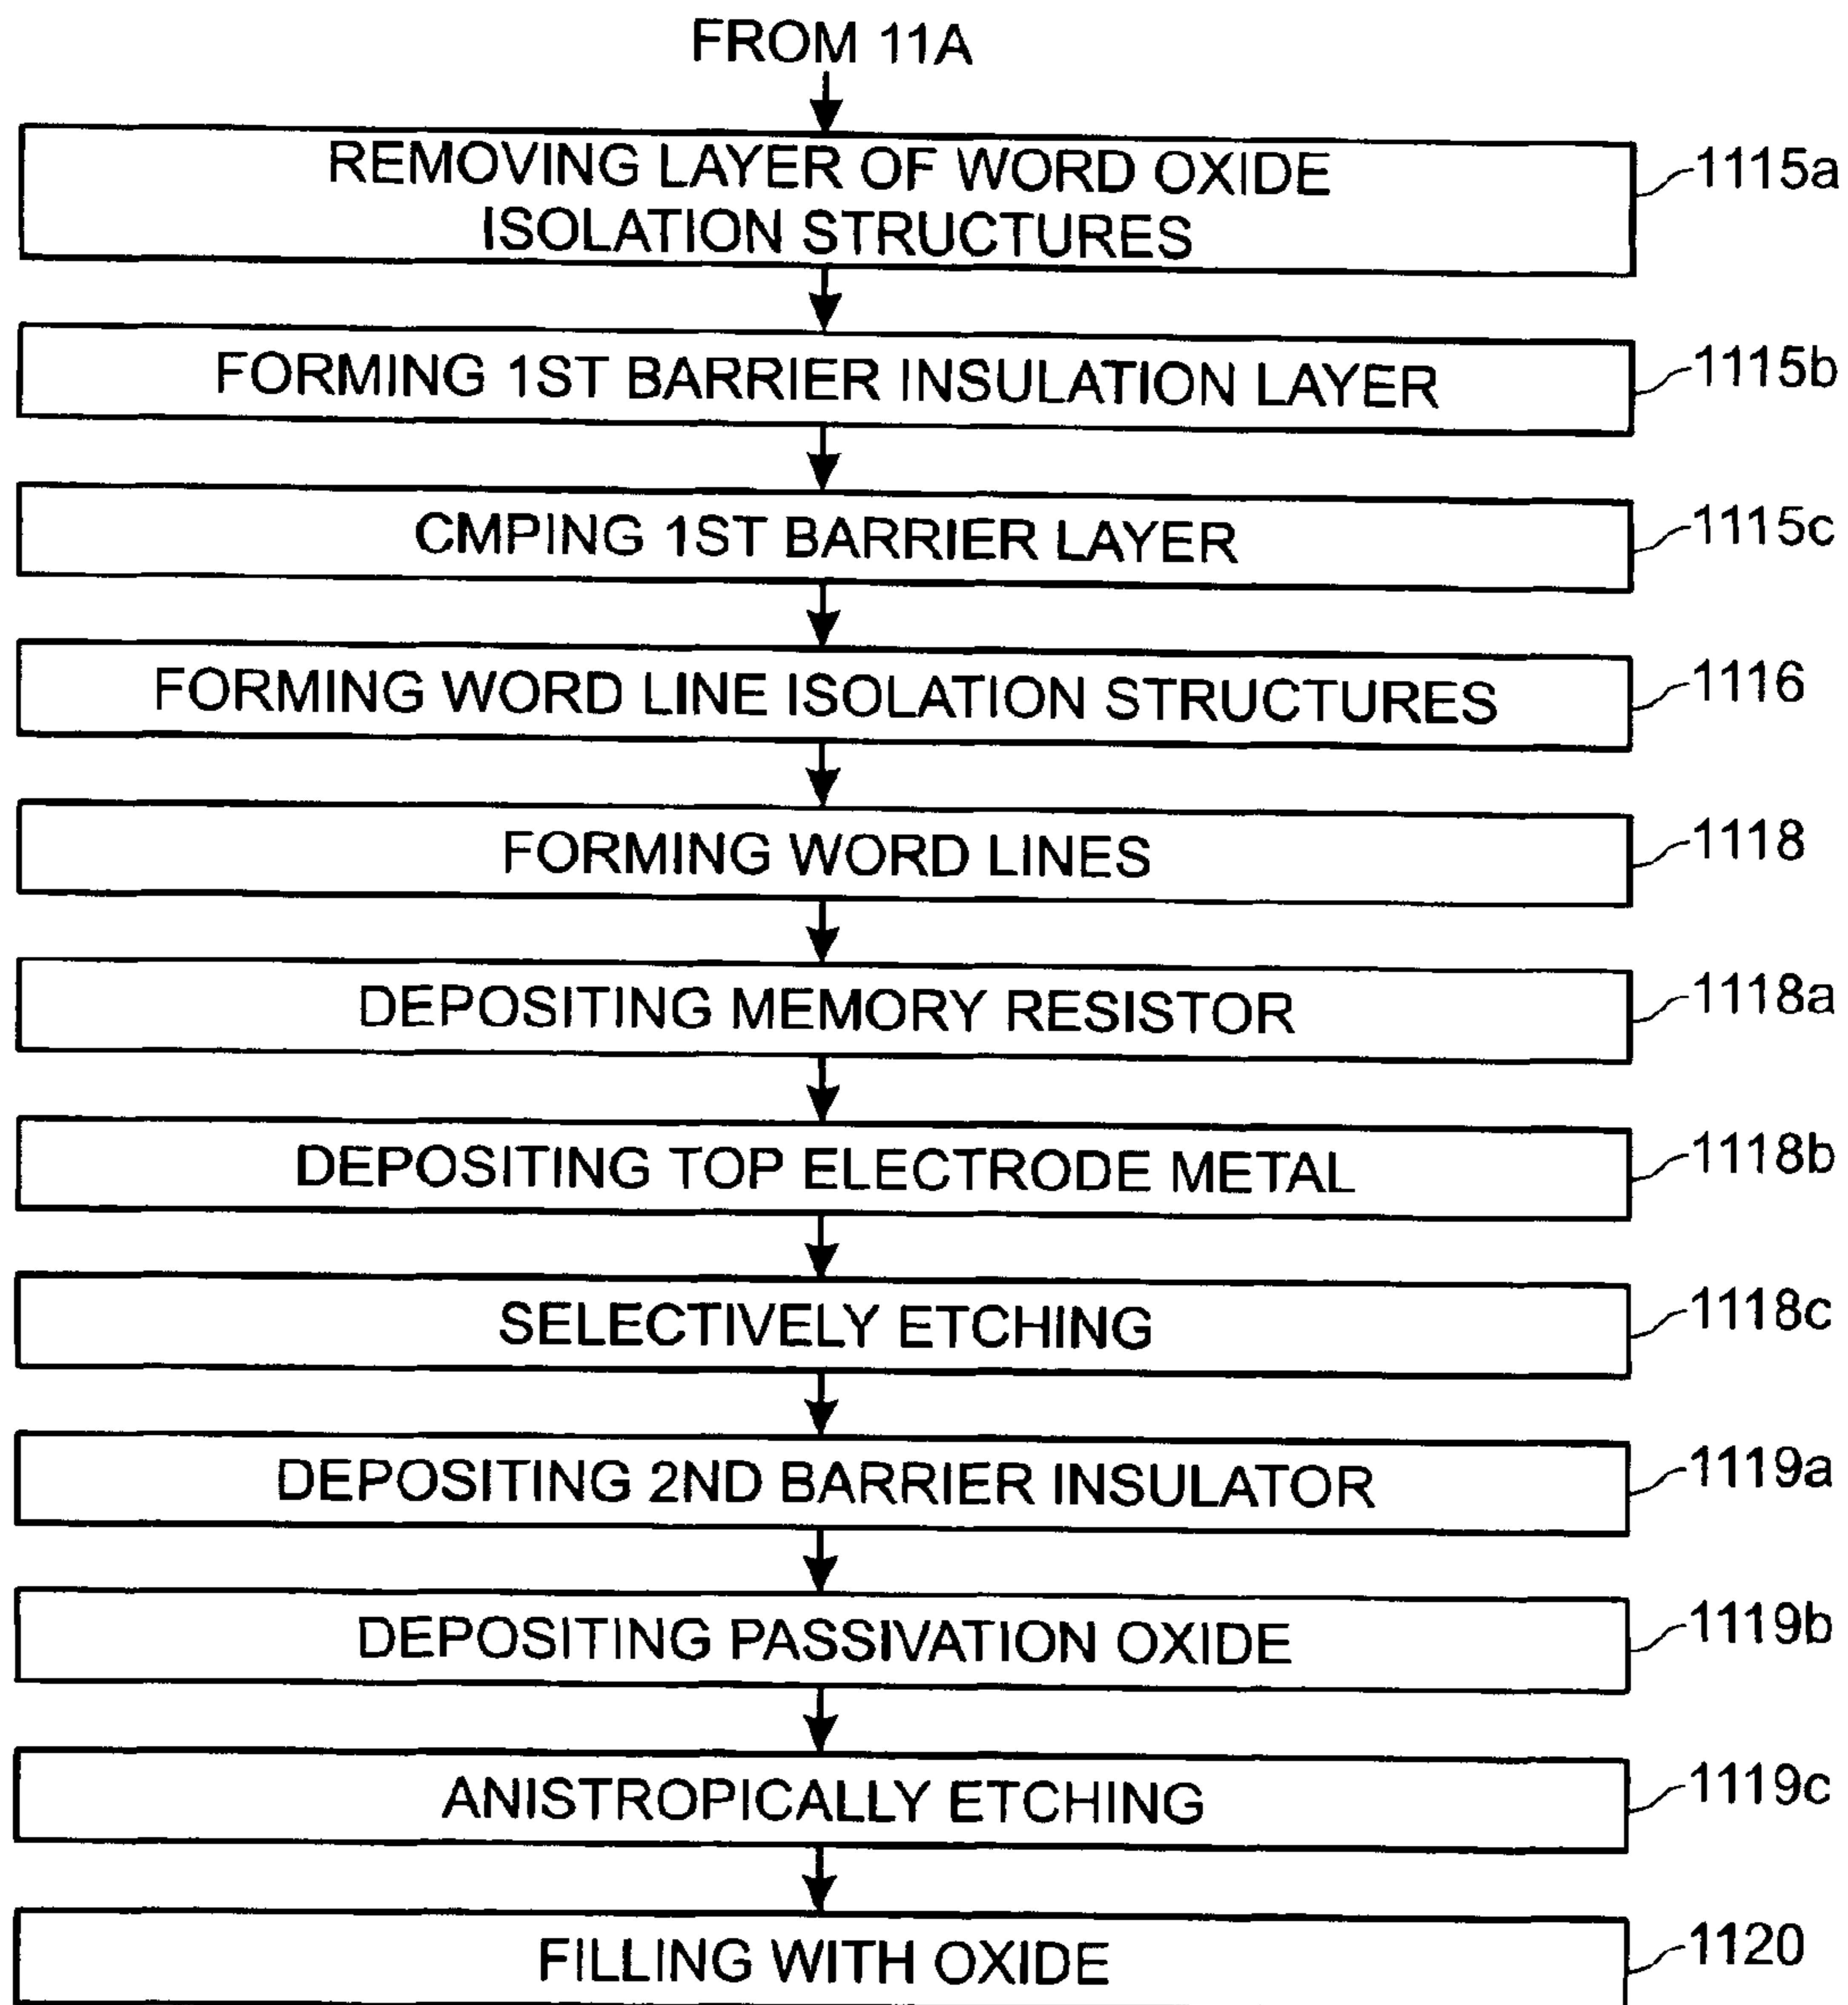 FROM 11A
REMOVING LAYER OF WORD OXIDE
ISOLATION STRUCTURES
1115a
FORMING 1ST BARRIER INSULATION LAYER
1115b
CMPING 1ST BARRIER LAYER
1115c
FORMING WORD LINE ISOLATION STRUCTURES
1116
FORMING WORD LINES
1118
DEPOSITING MEMORY RESISTOR
1118a
DEPOSITING TOP ELECTRODE METAL
1118b
SELECTIVELY ETCHING
1118c
DEPOSITING 2ND BARRIER INSULATOR
1119a
DEPOSITING PASSIVATION OXIDE
1119b
ANISTROPICALLY ETCHING
1119c
FILLING WITH OXIDE
1120